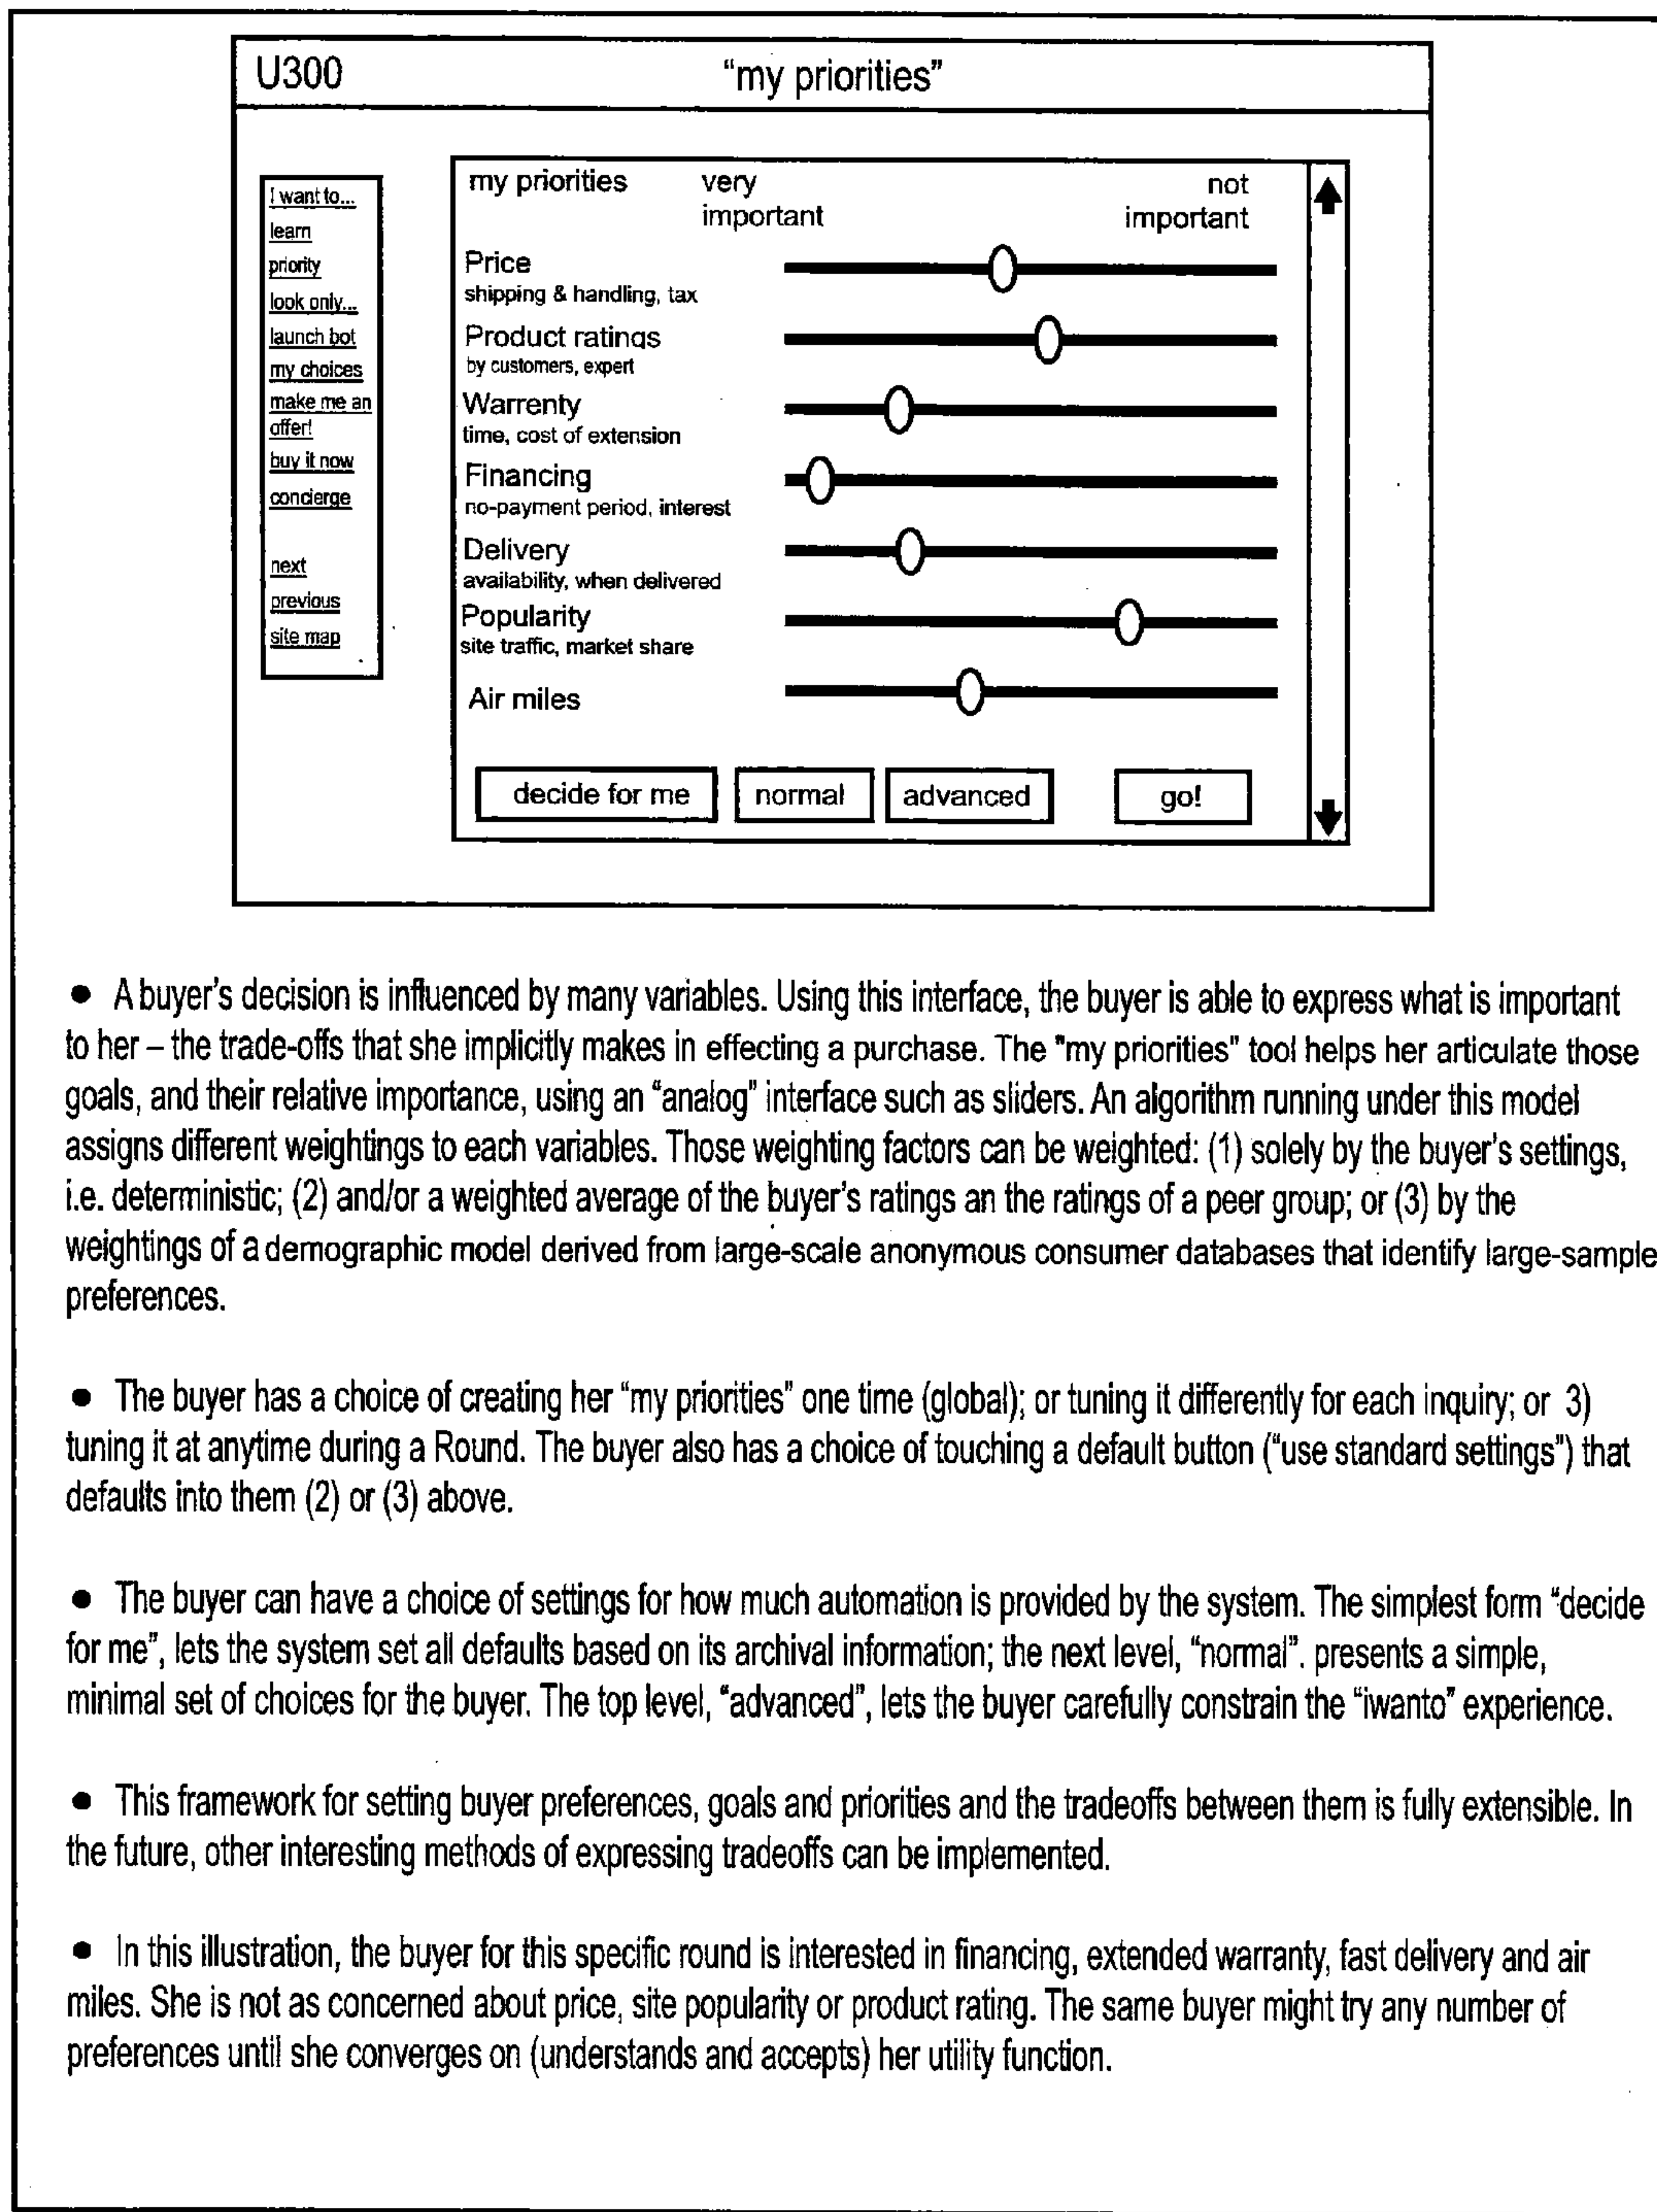 U300
“my priorities”
I want to...
learn
priority
look only...
launch bot
my choices
make me an
offer!
buy it now
concierge
next
previous
site map
my priorities
very
important
not
important
Price
shipping & handling, tax
Product ratings
by customers, expert
Warrenty
time, cost of extension
Financing
no-payment period, interest
Delivery
availability, when delivered
Popularity
site traffic, market share
Air miles
decide for me
normal
advanced
go!
● A buyer's decision is influenced by many variables. Using this interface, the buyer is able to express what is important
to her – the trade-offs that she implicitly makes in effecting a purchase. The "my priorities" tool helps her articulate those
goals, and their relative importance, using an “analog” interface such as sliders. An algorithm running under this model
assigns different weightings to each variables. Those weighting factors can be weighted: (1) solely by the buyer's settings,
i.e. deterministic; (2) and/or a weighted average of the buyer's ratings an the ratings of a peer group; or (3) by the
weightings of a demographic model derived from large-scale anonymous consumer databases that identify large-sample
preferences.
● The buyer has a choice of creating her “my priorities” one time (global); or tuning it differently for each inquiry; or 3)
tuning it at anytime during a Round. The buyer also has a choice of touching a default button (“use standard settings”) that
defaults into them (2) or (3) above.
● The buyer can have a choice of settings for how much automation is provided by the system. The simplest form “decide
for me”, lets the system set all defaults based on its archival information; the next level, “normal”. presents a simple,
minimal set of choices for the buyer. The top level, “advanced”, lets the buyer carefully constrain the “iwanto” experience.
● This framework for setting buyer preferences, goals and priorities and the tradeoffs between them is fully extensible. In
the future, other interesting methods of expressing tradeoffs can be implemented.
● In this illustration, the buyer for this specific round is interested in financing, extended warranty, fast delivery and air
miles. She is not as concerned about price, site popularity or product rating. The same buyer might try any number of
preferences until she converges on (understands and accepts) her utility function.